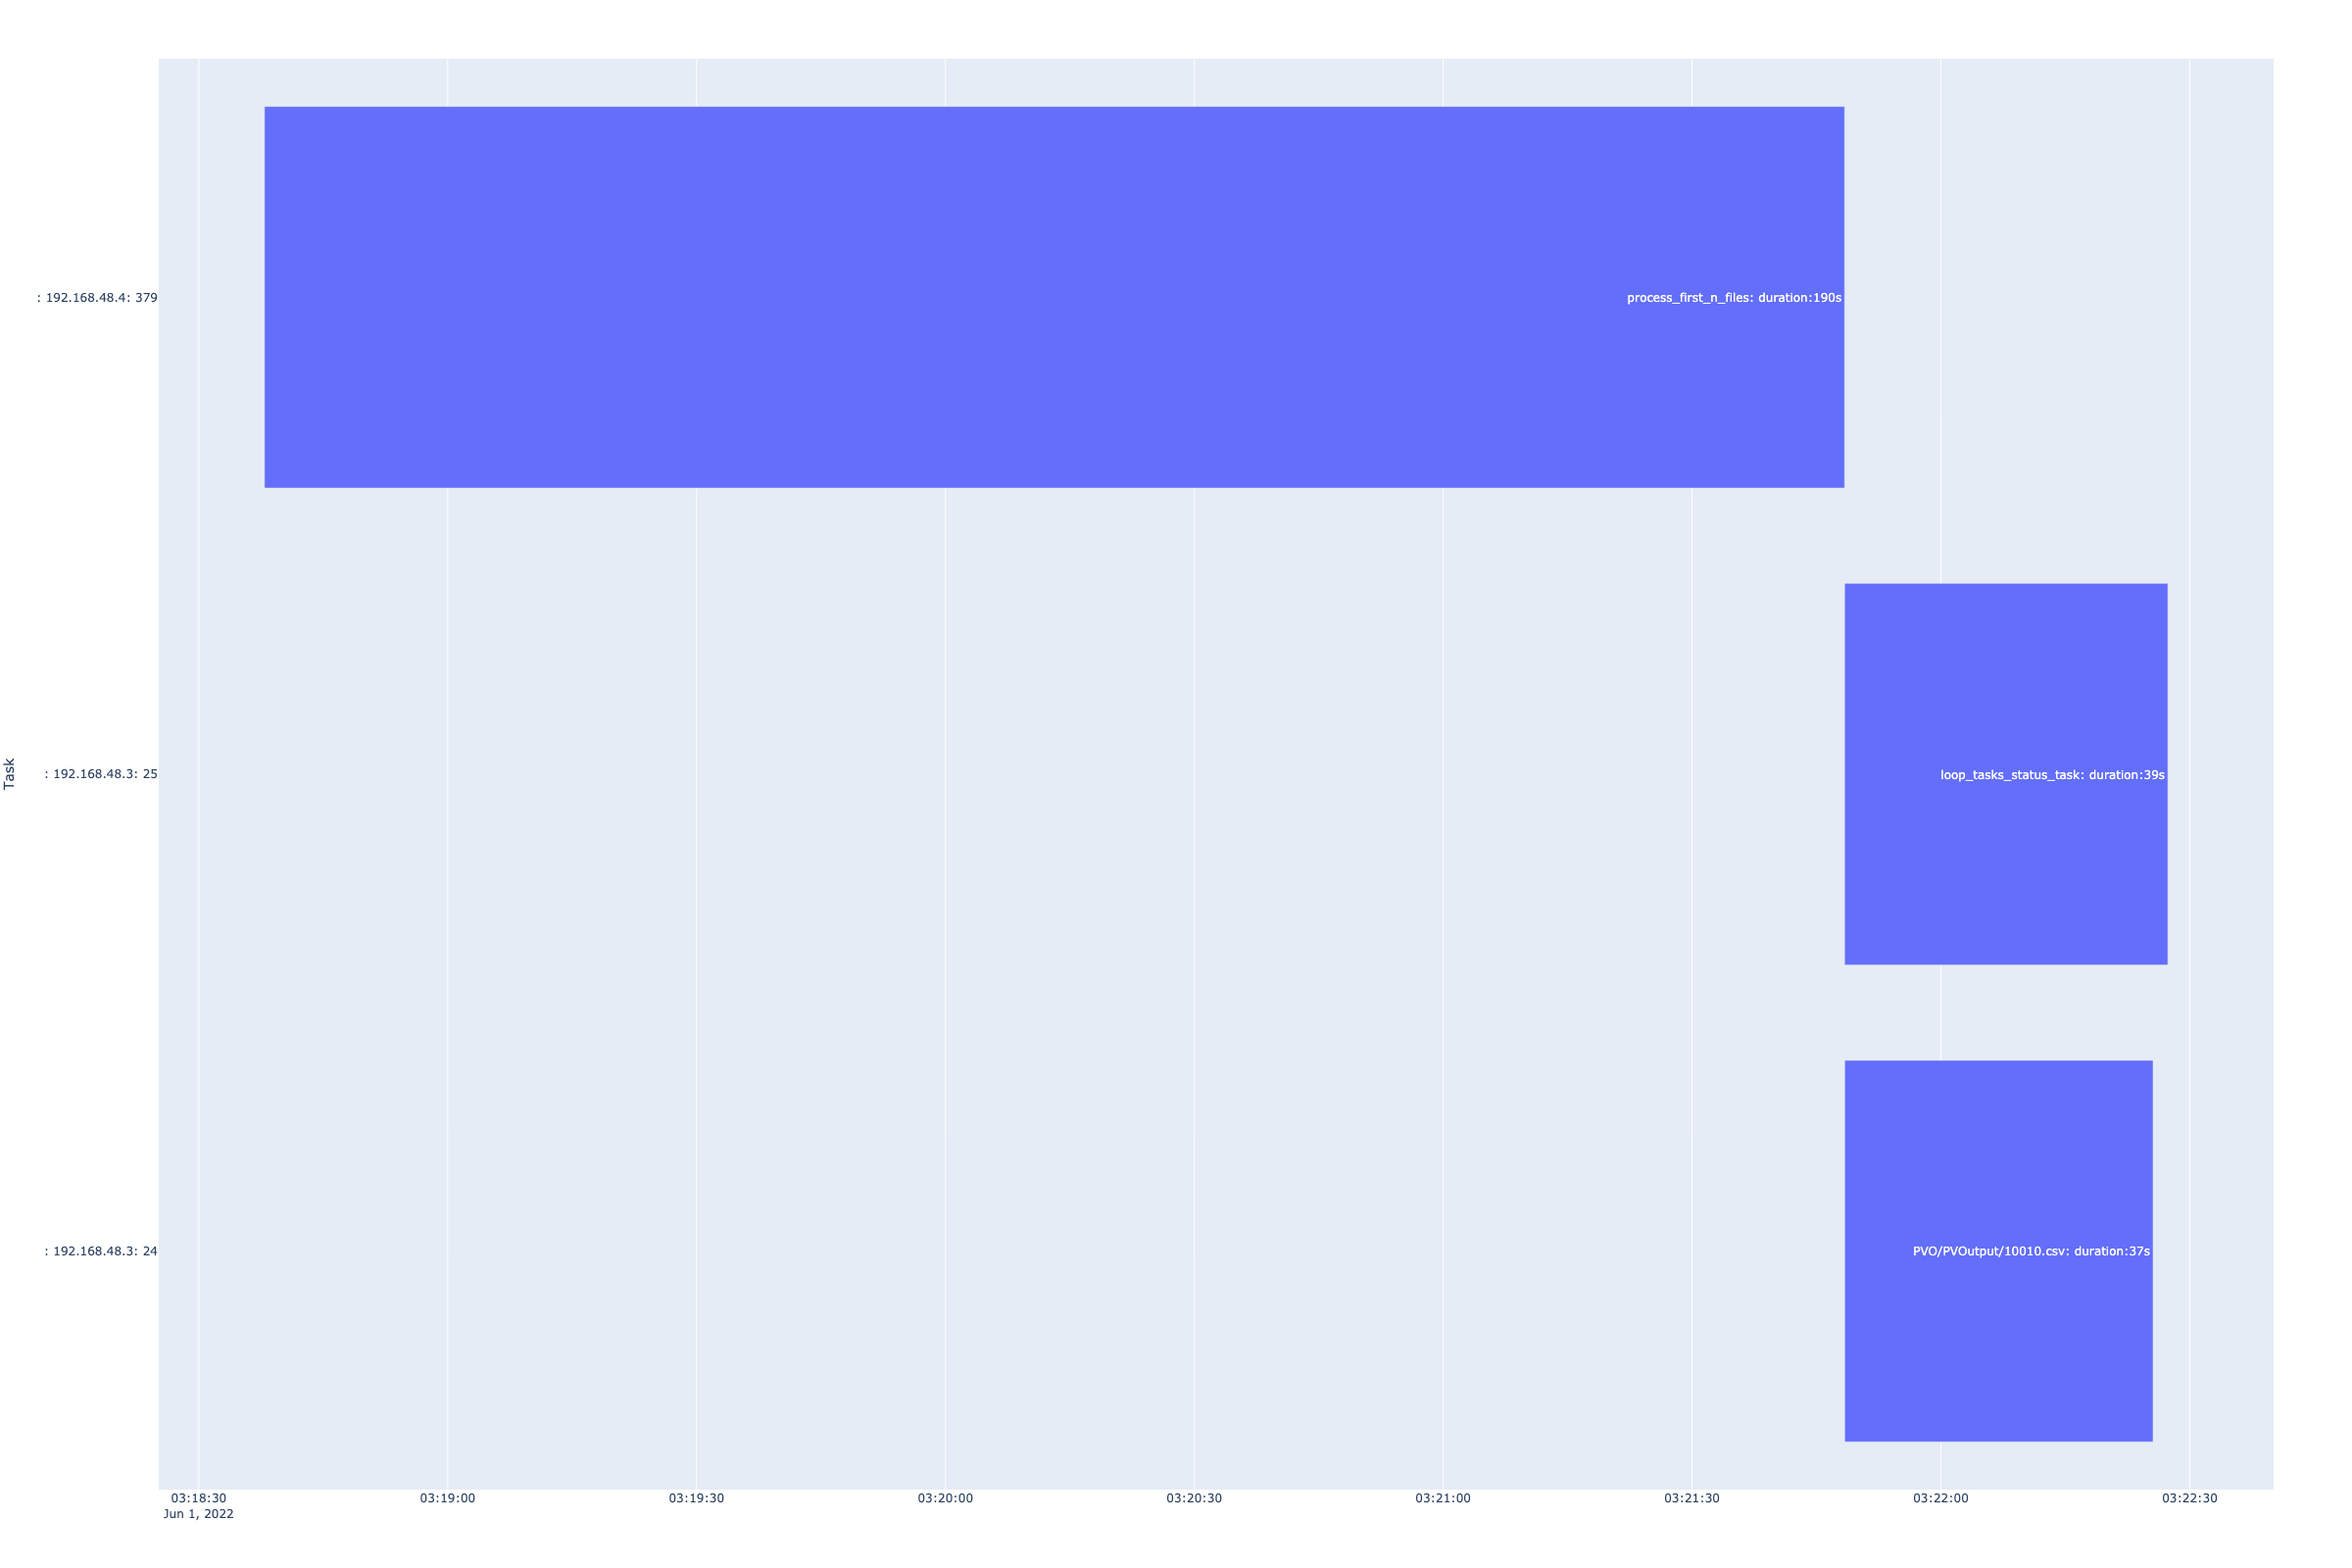 : 192.168.48.4: 379
process_first_n_files: duration:190s
Task
: 192.168.48.3: 25
loop_tasks_status_task: duration:39s
: 192.168.48.3: 24
PVO/PVOutput/10010.csv: duration:37s
03:18:30 03:19:00 03:19:30 03:20:00 03:20:30 03:21:00 03:21:30 03:22:00 03:22:30
Jun 1, 2022